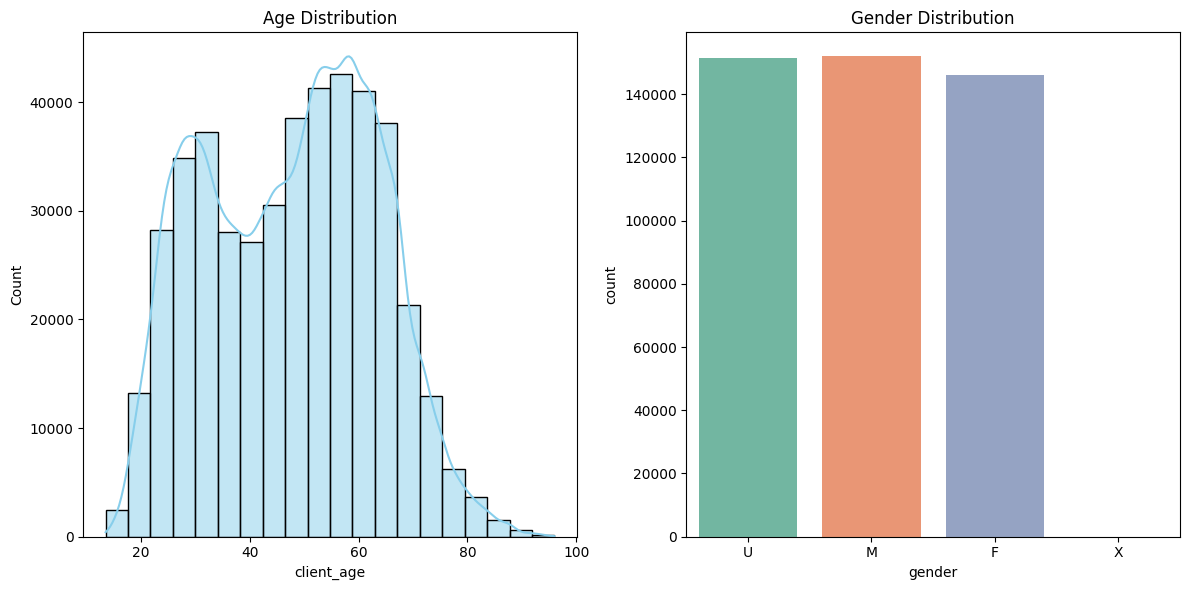 Age Distribution
Count
40000
30000
20000
10000
0
20 40 60 80 100
client_age
Gender Distribution
count
140000
120000
100000
80000
60000
40000
20000
0
U M F X
gender